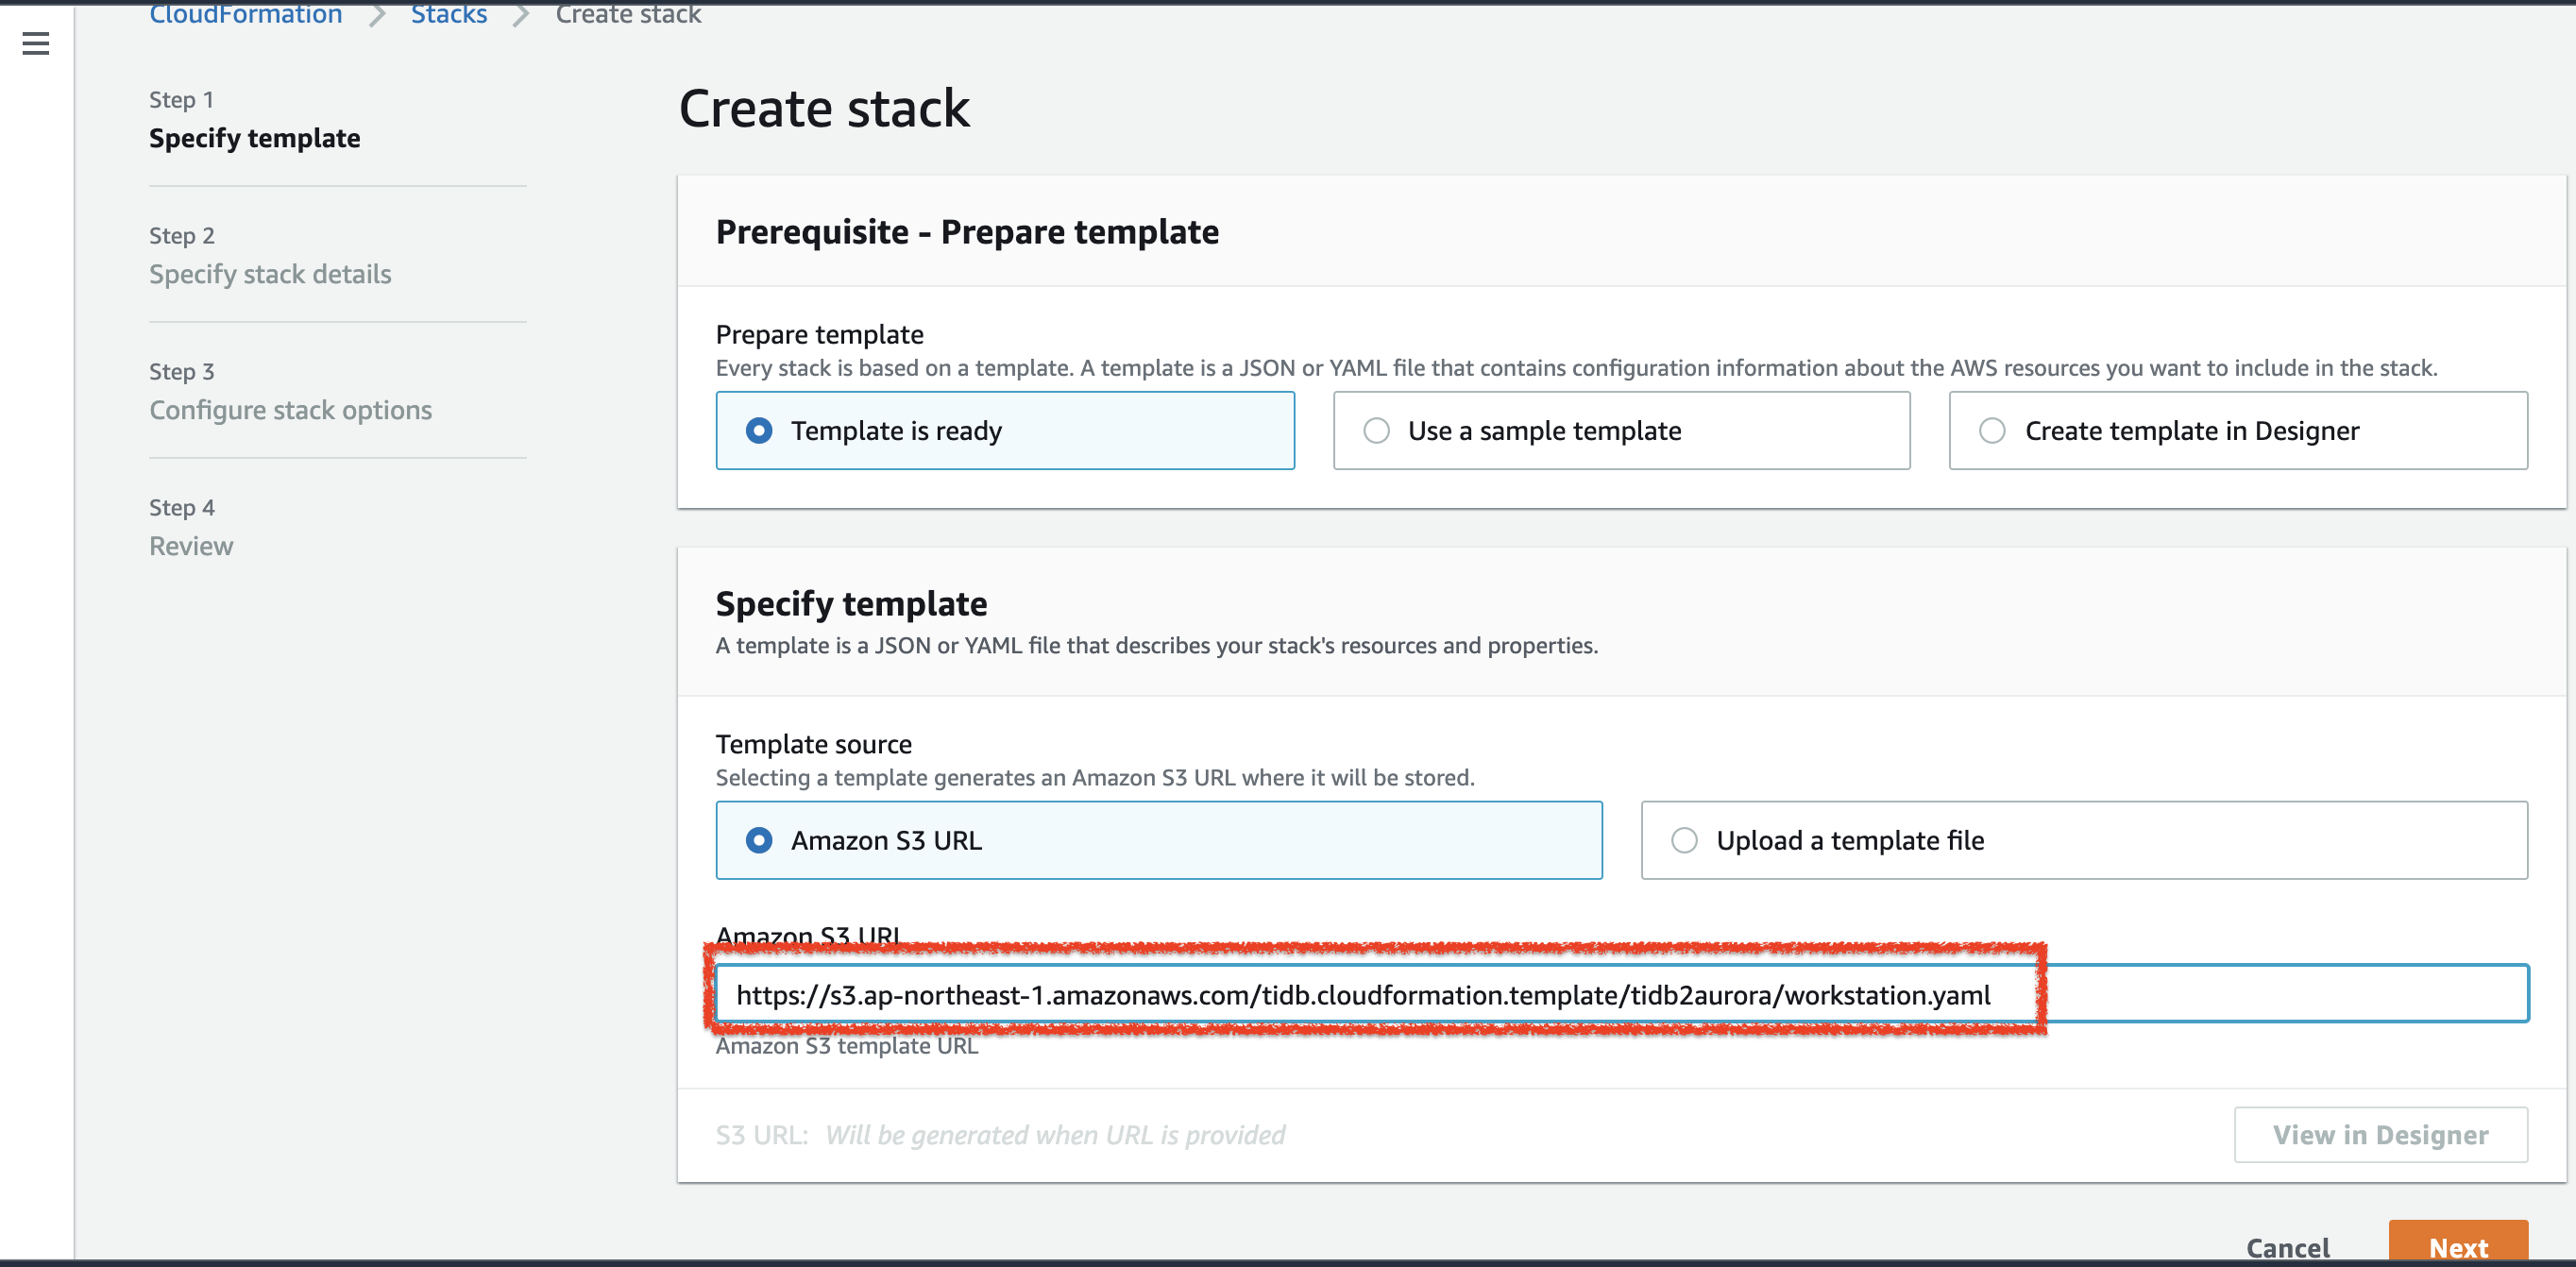 CloudFormation > Stacks > Create stack
Step 1
Specify template
Step 2
Specify stack details
Step 3
Configure stack options
Step 4
Review
Create stack
Prerequisite - Prepare template
Prepare template
Every stack is based on a template. A template is a JSON or YAML file that contains configuration information about the AWS resources you want to include in the stack.
Template is ready
Use a sample template
Create template in Designer
Specify template
A template is a JSON or YAML file that describes your stack's resources and properties.
Template source
Selecting a template generates an Amazon S3 URL where it will be stored.
Amazon S3 URL
Upload a template file
Amazon S3 URL
https://s3.ap-northeast-1.amazonaws.com/tidb.cloudformation.template/tidb2aurora/workstation.yaml
Amazon S3 template URL
S3 URL: Will be generated when URL is provided
View in Designer
Cancel
Next